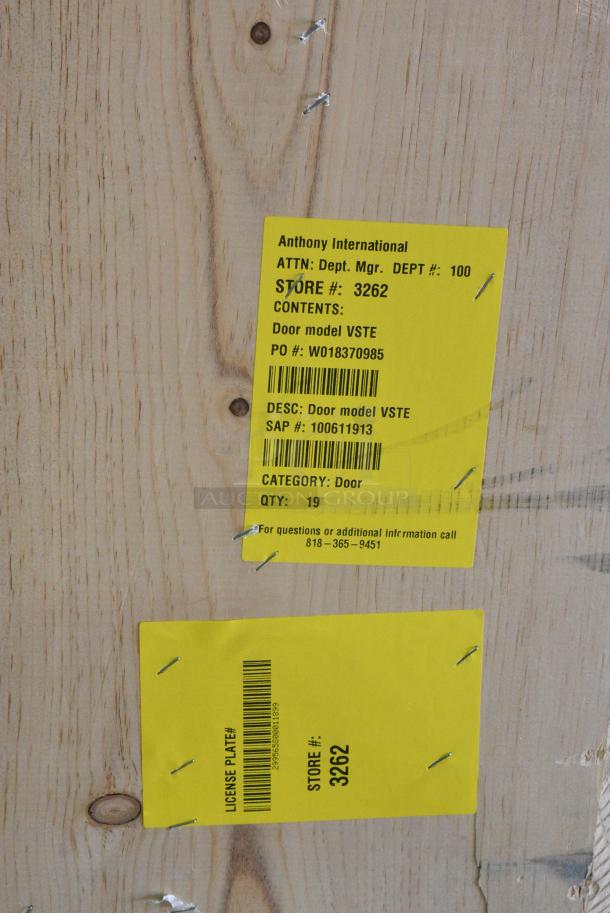 Anthony International
ATTN: Dept. Mgr. DEPT #: 100
STORE #: 3262
CONTENTS:
Door model VSTE
PO #: W018370985
DESC: Door model VSTE
SAP #: 100611913
CATEGORY: Door
AUCTION GROUP
QTY: 19
For questions or additional information call
818-365-9451
LICENSE PLATE#
STORE #:
3262